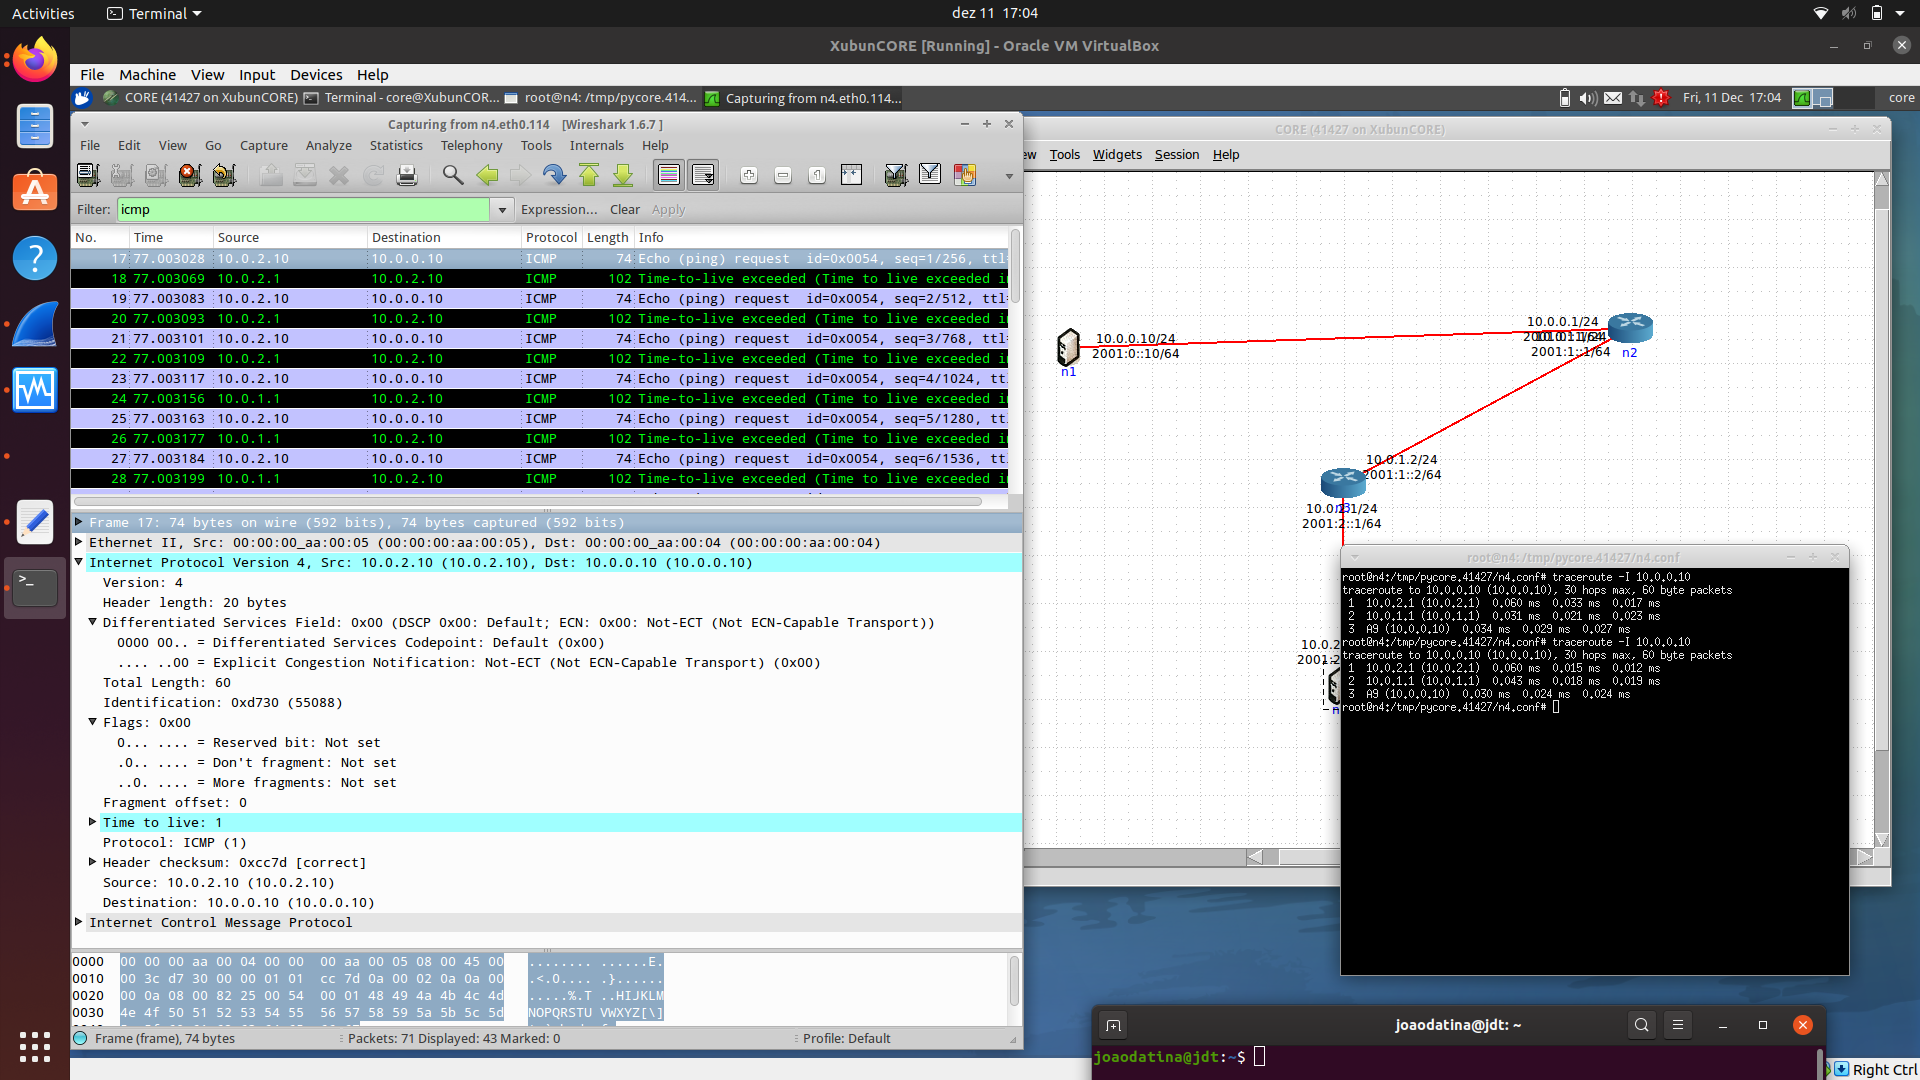 Activities Terminal dez 11 17:04
XubunCORE [Running] - Oracle VM VirtualBox
File Machine View Input Devices Help
CORE (41427 on XubunCORE) Terminal - core@XubunCOR... root@n4: /tmp/pycore.414... Capturing from n4.eth0.114... Fri, 11 Dec 17:04 core
Capturing from n4.eth0.114 [Wireshark 1.6.7 ]
File Edit View Go Capture Analyze Statistics Telephony Tools Internals Help
Filter: icmp Expression... Clear Apply
No. Time Source Destination Protocol Length Info
17 77.003028 10.0.2.10 10.0.0.10 ICMP 74 Echo (ping) request id=0x0054, seq=1/256, ttl=
18 77.003069 10.0.2.1 10.0.2.10 ICMP 102 Time-to-live exceeded (Time to live exceeded in
19 77.003083 10.0.2.10 10.0.0.10 ICMP 74 Echo (ping) request id=0x0054, seq=2/512, ttl=
20 77.003093 10.0.2.1 10.0.2.10 ICMP 102 Time-to-live exceeded (Time to live exceeded in
21 77.003101 10.0.2.10 10.0.0.10 ICMP 74 Echo (ping) request id=0x0054, seq=3/768, ttl=
22 77.003109 10.0.2.1 10.0.2.10 ICMP 102 Time-to-live exceeded (Time to live exceeded in
23 77.003117 10.0.2.10 10.0.0.10 ICMP 74 Echo (ping) request id=0x0054, seq=4/1024, tt
24 77.003156 10.0.1.1 10.0.2.10 ICMP 102 Time-to-live exceeded (Time to live exceeded in
25 77.003163 10.0.2.10 10.0.0.10 ICMP 74 Echo (ping) request id=0x0054, seq=5/1280, tt
26 77.003177 10.0.1.1 10.0.2.10 ICMP 102 Time-to-live exceeded (Time to live exceeded in
27 77.003184 10.0.2.10 10.0.0.10 ICMP 74 Echo (ping) request id=0x0054, seq=6/1536, tt
28 77.003199 10.0.1.1 10.0.2.10 ICMP 102 Time-to-live exceeded (Time to live exceeded in
Frame 17: 74 bytes on wire (592 bits), 74 bytes captured (592 bits)
Ethernet II, Src: 00:00:00_aa:00:05 (00:00:00:aa:00:05), Dst: 00:00:00_aa:00:04 (00:00:00:aa:00:04)
Internet Protocol Version 4, Src: 10.0.2.10 (10.0.2.10), Dst: 10.0.0.10 (10.0.0.10)
Version: 4
Header length: 20 bytes
Differentiated Services Field: 0x00 (DSCP 0x00: Default; ECN: 0x00: Not-ECT (Not ECN-Capable Transport))
0000 00.. = Differentiated Services Codepoint: Default (0x00)
.... ..00 = Explicit Congestion Notification: Not-ECT (Not ECN-Capable Transport) (0x00)
Total Length: 60
Identification: 0xd730 (55088)
Flags: 0x00
0... .... = Reserved bit: Not set
.0.. .... = Don't fragment: Not set
..0. .... = More fragments: Not set
Fragment offset: 0
Time to live: 1
Protocol: ICMP (1)
Header checksum: 0xcc7d [correct]
Source: 10.0.2.10 (10.0.2.10)
Destination: 10.0.0.10 (10.0.0.10)
Internet Control Message Protocol
0000 00 00 00 aa 00 04 00 00 00 aa 00 05 08 00 45 00 ........ ......E.
0010 00 3c d7 30 00 00 01 01 cc 7d 0a 00 02 0a 0a 00 .<.0.... .}......
0020 00 0a 08 00 82 25 00 54 00 01 48 49 4a 4b 4c 4d .....%.T ..HIJKLM
0030 4e 4f 50 51 52 53 54 55 56 57 58 59 5a 5b 5c 5d NOPQRSTU VWXYZ[\]
Frame (frame), 74 bytes Packets: 71 Displayed: 43 Marked: 0 Profile: Default
CORE (41427 on XubunCORE)
ew Tools Widgets Session Help
10.0.0.10/24
2001:0::10/64
n1
10.0.0.1/24
2001:1::1/64
n2
10.0.1.2/24
2001:1::2/64
10.0.2.1/24
2001:2::1/64
10.0.2
2001:2
n
root@n4: /tmp/pycore.41427/n4.conf
root@n4:/tmp/pycore.41427/n4.conf# traceroute -I 10.0.0.10
traceroute to 10.0.0.10 (10.0.0.10), 30 hops max, 60 byte packets
1 10.0.2.1 (10.0.2.1) 0.060 ms 0.033 ms 0.017 ms
2 10.0.1.1 (10.0.1.1) 0.031 ms 0.021 ms 0.023 ms
3 A9 (10.0.0.10) 0.034 ms 0.029 ms 0.027 ms
root@n4:/tmp/pycore.41427/n4.conf# traceroute -I 10.0.0.10
traceroute to 10.0.0.10 (10.0.0.10), 30 hops max, 60 byte packets
1 10.0.2.1 (10.0.2.1) 0.060 ms 0.015 ms 0.012 ms
2 10.0.1.1 (10.0.1.1) 0.043 ms 0.018 ms 0.019 ms
3 A9 (10.0.0.10) 0.030 ms 0.024 ms 0.024 ms
root@n4:/tmp/pycore.41427/n4.conf#
joaodatina@jdt: ~
joaodatina@jdt:~$
Right Ctrl